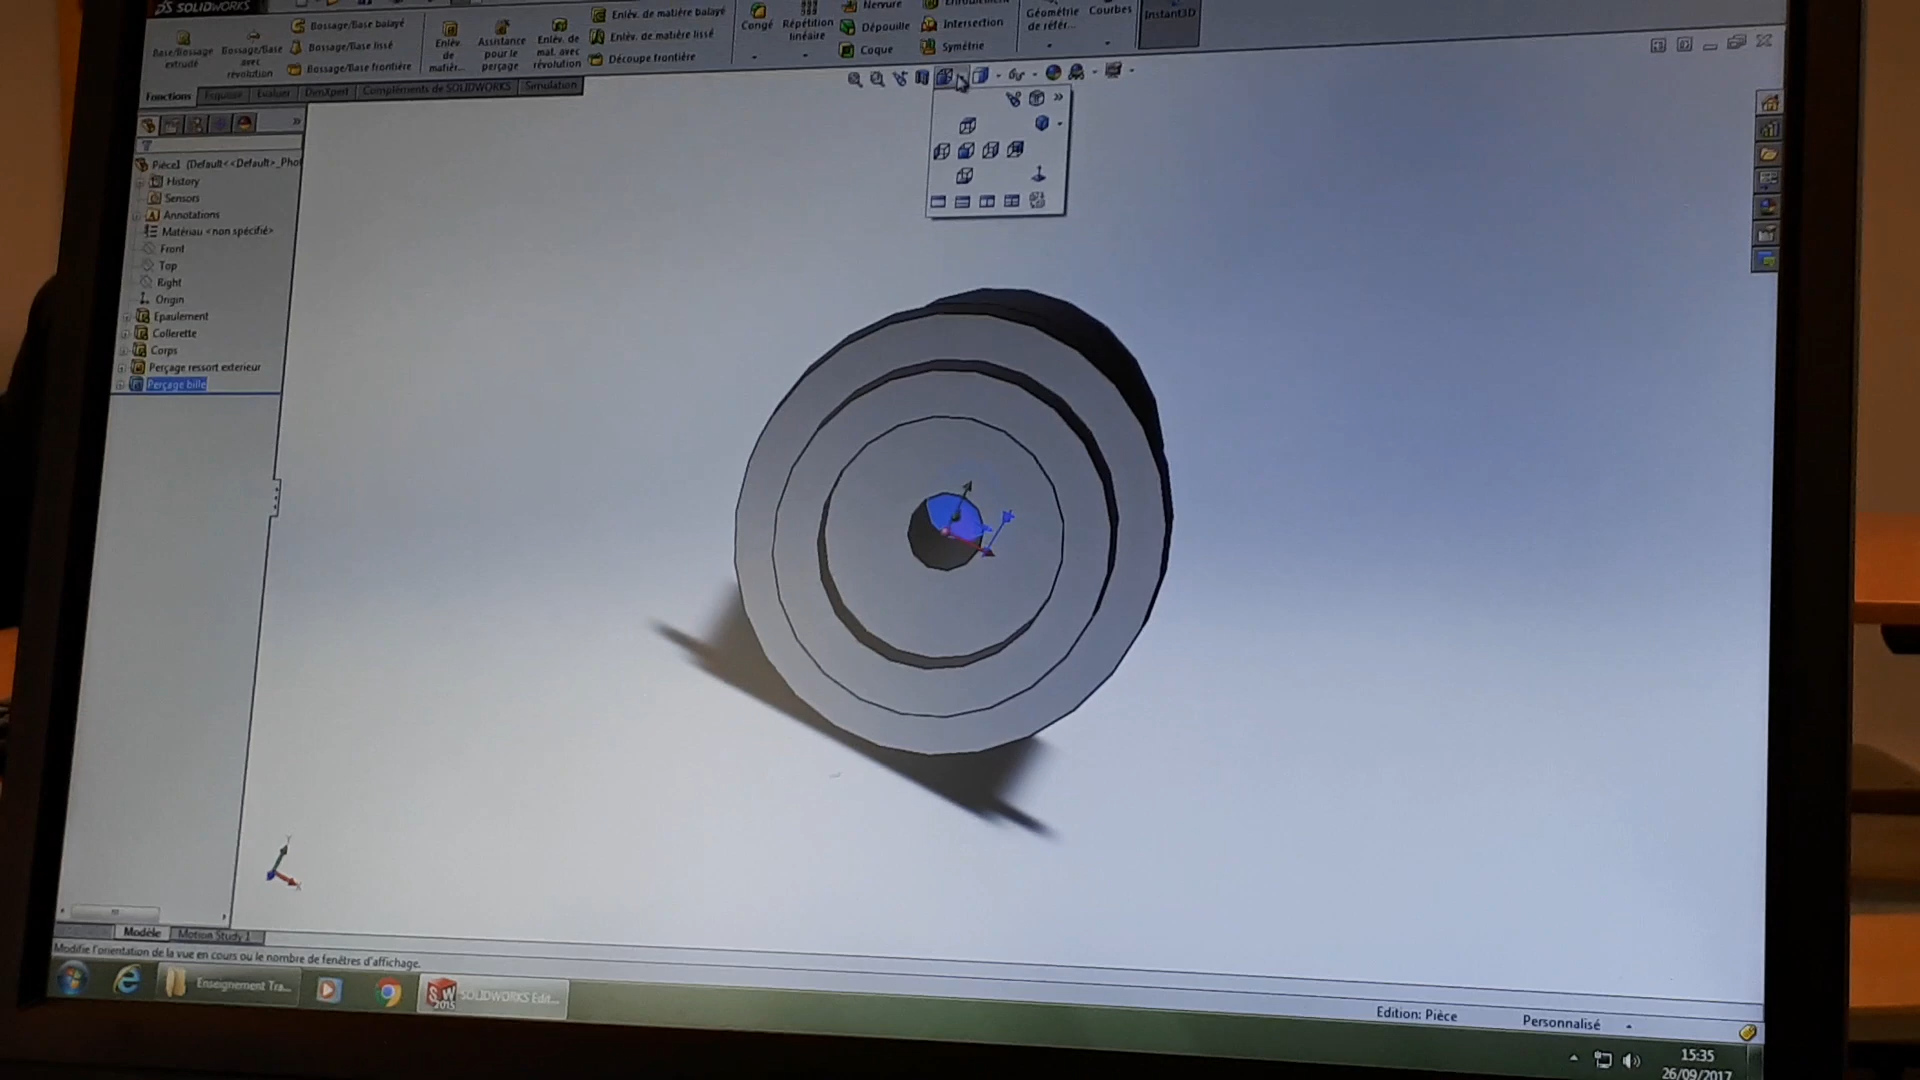 SOLIDWORKS
Base/Bossage extrudé
Bossage/Base avec révolution
Bossage/Base balayé
Bossage/Base lissé
Bossage/Base frontière
Enlèv. de matièr...
Assistance pour le perçage
Enlèv. de mat. avec révolution
Enlèv. de matière balayé
Enlèv. de matière lissé
Découpe frontière
Congé
Répétition linéaire
Nervure
Dépouille
Coque
Enroulement
Intersection
Symétrie
Géométrie de référ...
Courbes
Instant3D
Fonctions
Esquisse
Evaluer
DimXpert
Compléments de SOLIDWORKS
Simulation
Pièce1 (Default<<Default>_Pho
History
Sensors
Annotations
Matériau <non spécifié>
Front
Top
Right
Origin
Epaulement
Collerette
Corps
Perçage ressort exterieur
Perçage bille
Modèle
Motion Study 1
Modifie l'orientation de la vue en cours ou le nombre de fenêtres d'affichage.
Edition: Pièce
Personnalisé
Enseignement Tra...
SW 2015
SOLIDWORKS Edit...
15:35
26/09/2017